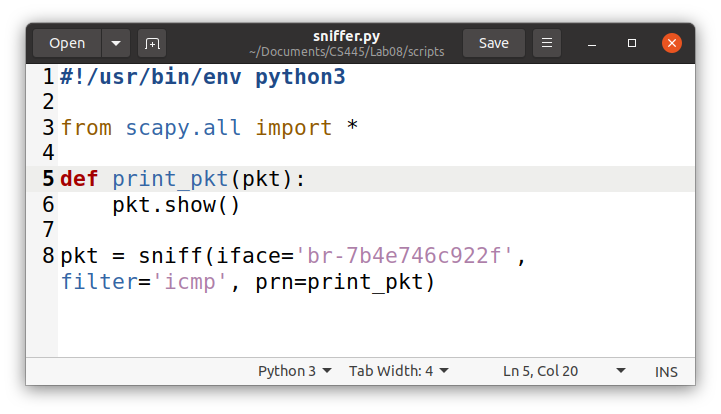 Open
sniffer.py
~/Documents/CS445/Lab08/scripts
Save
1 #!/usr/bin/env python3
2
3 from scapy.all import *
4
5 def print_pkt(pkt):
6     pkt.show()
7
8 pkt = sniff(iface='br-7b4e746c922f',
filter='icmp', prn=print_pkt)
Python 3 Tab Width: 4 Ln 5, Col 20 INS